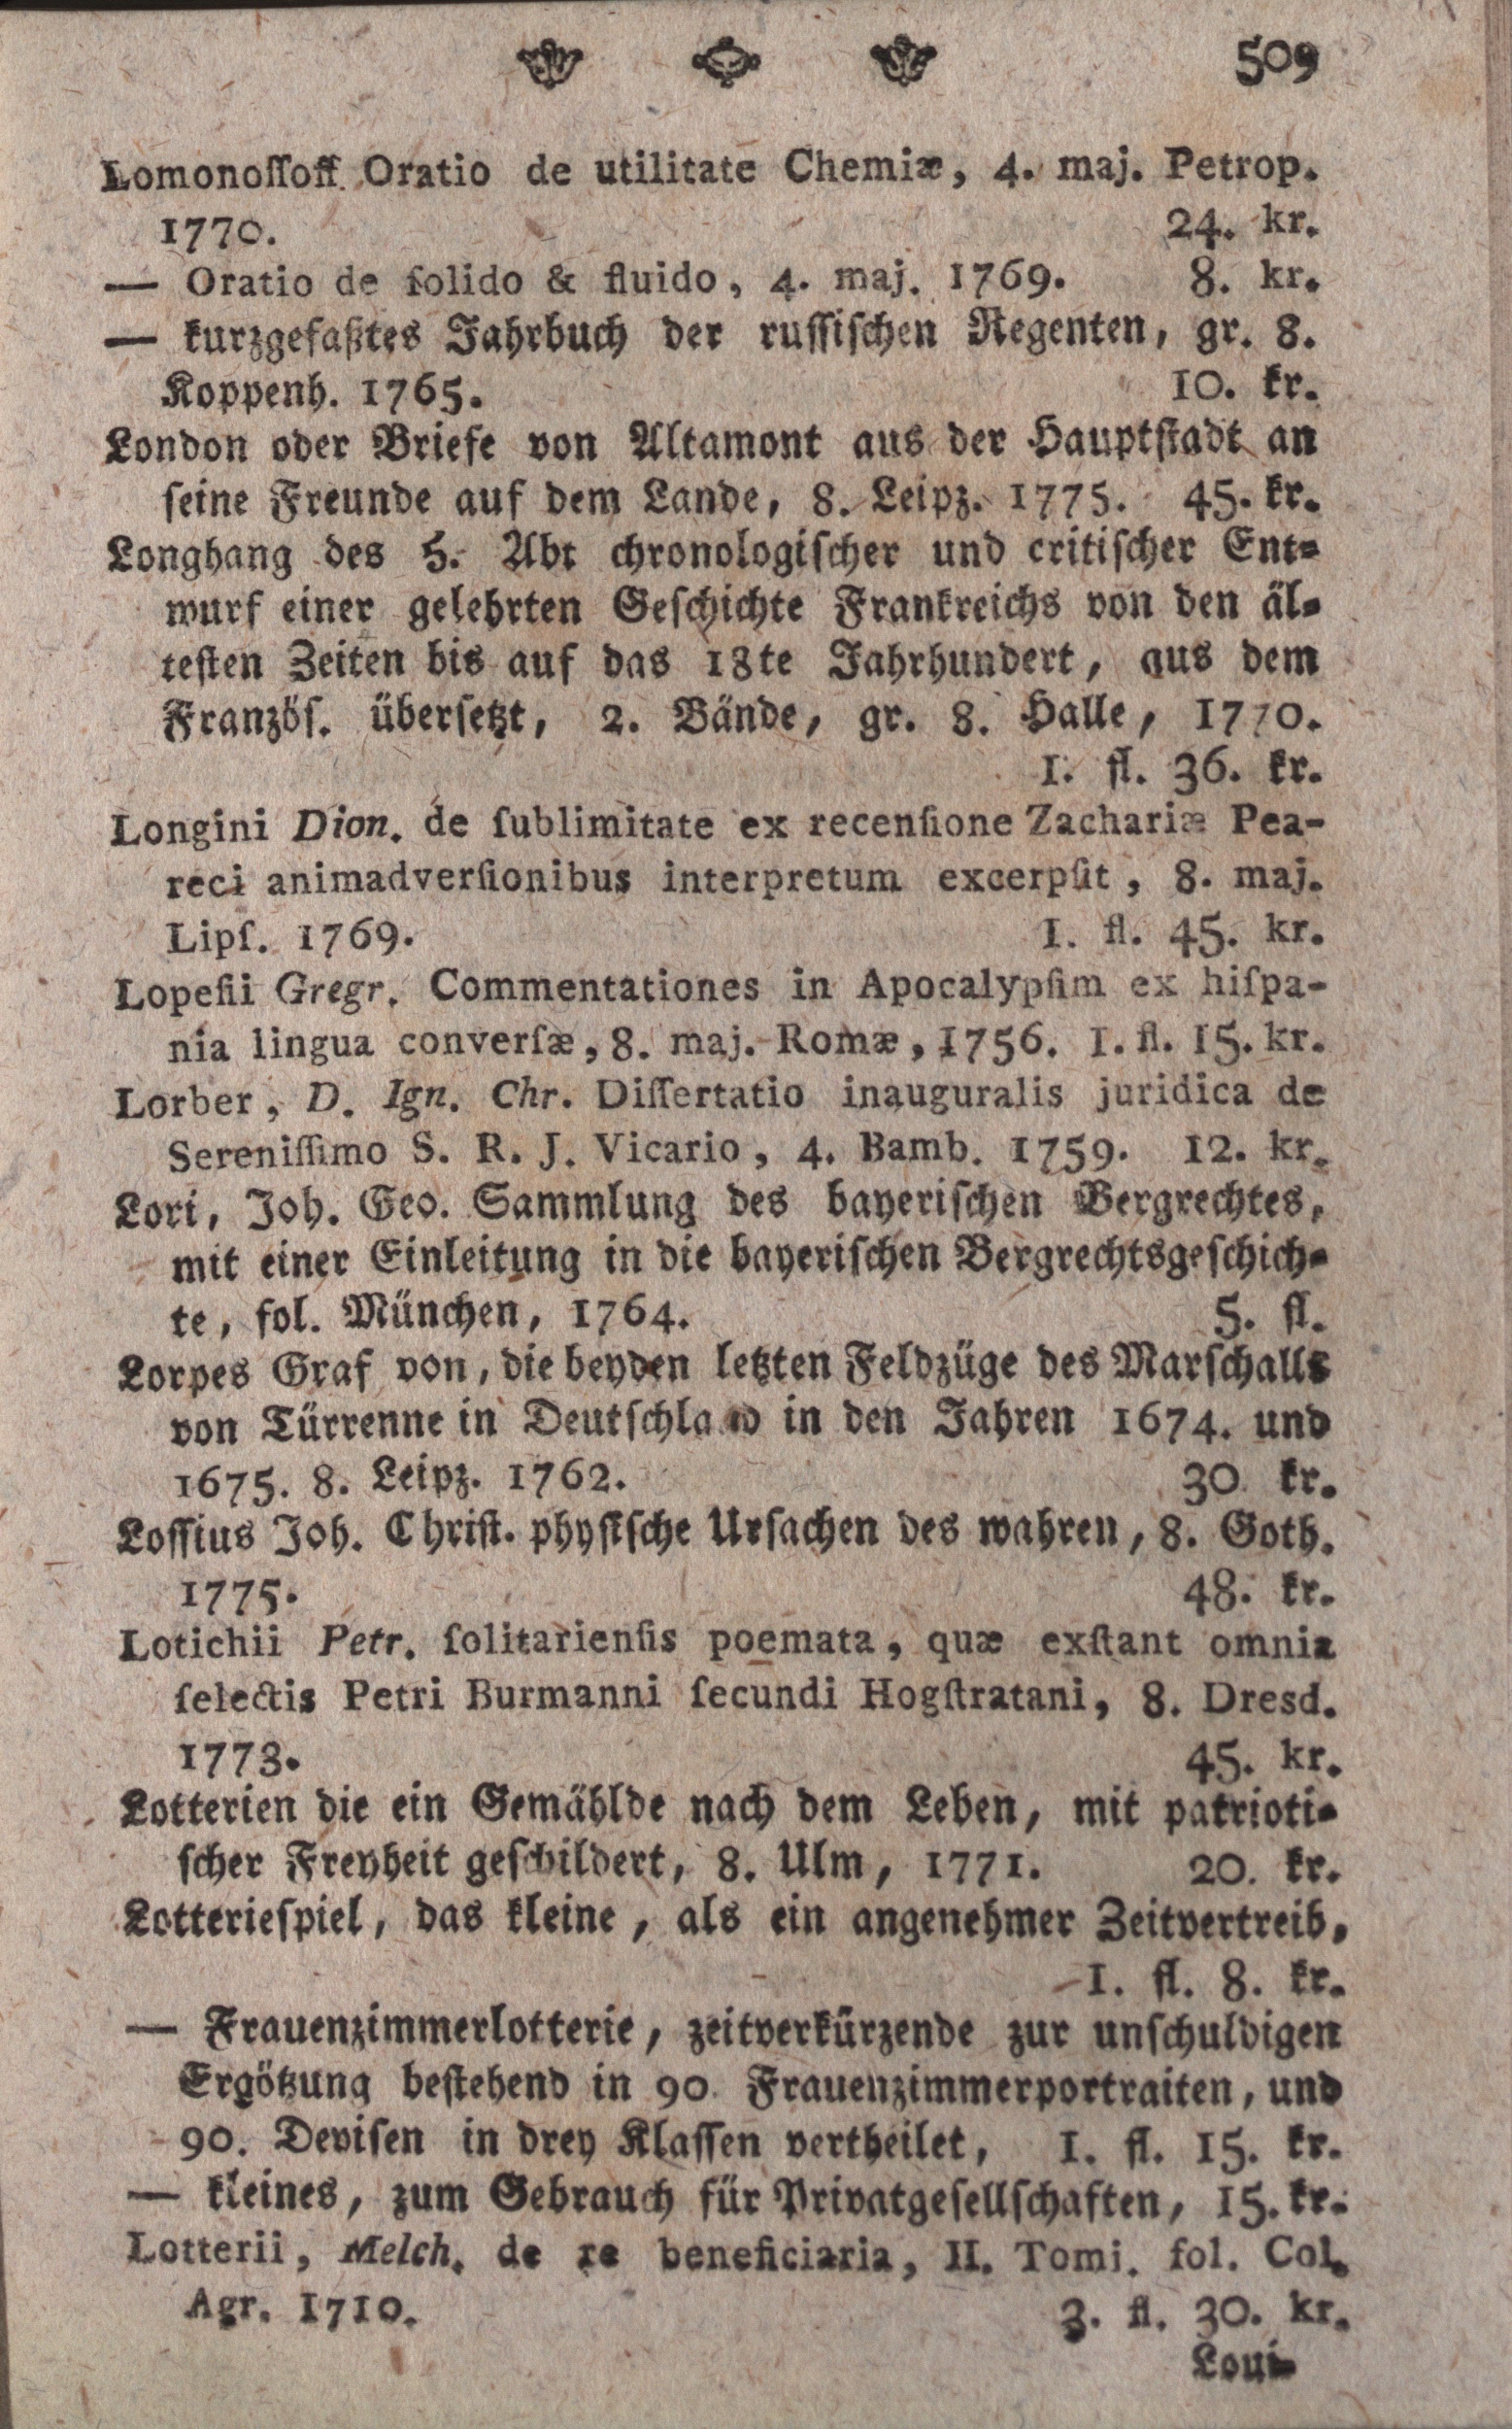 509
Lomonoſſoff Oratio de utilitate Chemiæ, 4. maj. Petrop.
1770. 24. kr.
— Oratio de ſolido & fluido, 4. maj. 1769. 8. kr.
— kurzgefaßtes Jahrbuch der ruſſiſchen Regenten, gr. 8.
Koppenh. 1765. 10. kr.
London oder Briefe von Altamont aus der Hauptſtadt an
ſeine Freunde auf dem Lande, 8. Leipz. 1775. 45. kr.
Longhang des H. Abt chronologiſcher und critiſcher Ent-
wurf einer gelehrten Geſchichte Frankreichs von den äl-
teſten Zeiten bis auf das 18te Jahrhundert, aus dem
Französ. überſetzt, 2. Bände, gr. 8. Halle, 1770.
1. fl. 36. kr.
Longini Dion. de ſublimitate ex recenſione Zachariæ Pea-
reci animadverſionibus interpretum excerpſit, 8. maj.
Lipſ. 1769. 1. fl. 45. kr.
Lopeſii Gregr. Commentationes in Apocalypſim ex hiſpa-
nia lingua converſæ, 8. maj. Romæ, 1756. 1. fl. 15. kr.
Lorber, D. Ign. Chr. Diſſertatio inauguralis juridica de
Sereniſſimo S. R. J. Vicario, 4. Bamb. 1759. 12. kr.
Lori, Joh. Geo. Sammlung des bayeriſchen Bergrechtes,
mit einer Einleitung in die bayeriſchen Bergrechtsgeſchich-
te, fol. München, 1764. 5. fl.
Lorpes Graf von, die beyden letzten Feldzüge des Marſchalls
von Türrenne in Deutſchland in den Jahren 1674. und
1675. 8. Leipz. 1762. 30. kr.
Loſſius Joh. Chriſt. phyſiſche Urſachen des wahren, 8. Goth.
1775. 48. kr.
Lotichii Petr. ſolitarienſis poemata, quæ exſtant omnia
ſelectis Petri Burmanni ſecundi Hogſtratani, 8. Dresd.
1773. 45. kr.
Lotterien die ein Gemählde nach dem Leben, mit patrioti-
ſcher Freyheit geſchildert, 8. Ulm, 1771. 20. kr.
Lotterieſpiel, das kleine, als ein angenehmer Zeitvertreib,
1. fl. 8. kr.
— Frauenzimmerlotterie, zeitverkürzende zur unſchuldigen
Ergötzung beſtehend in 90. Frauenzimmerportraiten, und
90. Deviſen in drey Klaſſen vertheilet, 1. fl. 15. kr.
— kleines, zum Gebrauch für Privatgeſellſchaften, 15. kr.
Lotterii, Melch. de re beneficiaria, II. Tomi. fol. Col.
Agr. 1710. 3. fl. 30. kr.
Loui-